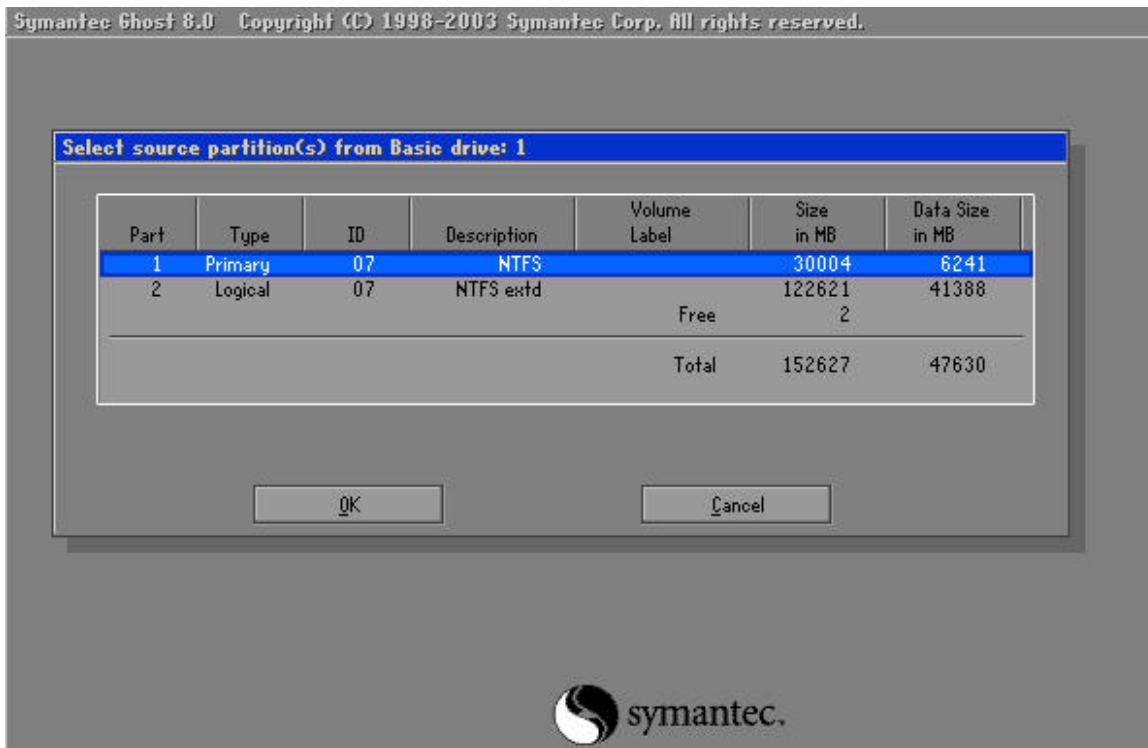 Symantec Ghost 8.0 Copyright (C) 1998-2003 Symantec Corp. All rights reserved.
Select source partition(s) from Basic drive: 1
Part Type ID Description Volume Label Size in MB Data Size in MB
1 Primary 07 NTFS 30004 6241
2 Logical 07 NTFS extd 122621 41388
Free 2
Total 152627 47630
OK Cancel
symantec.